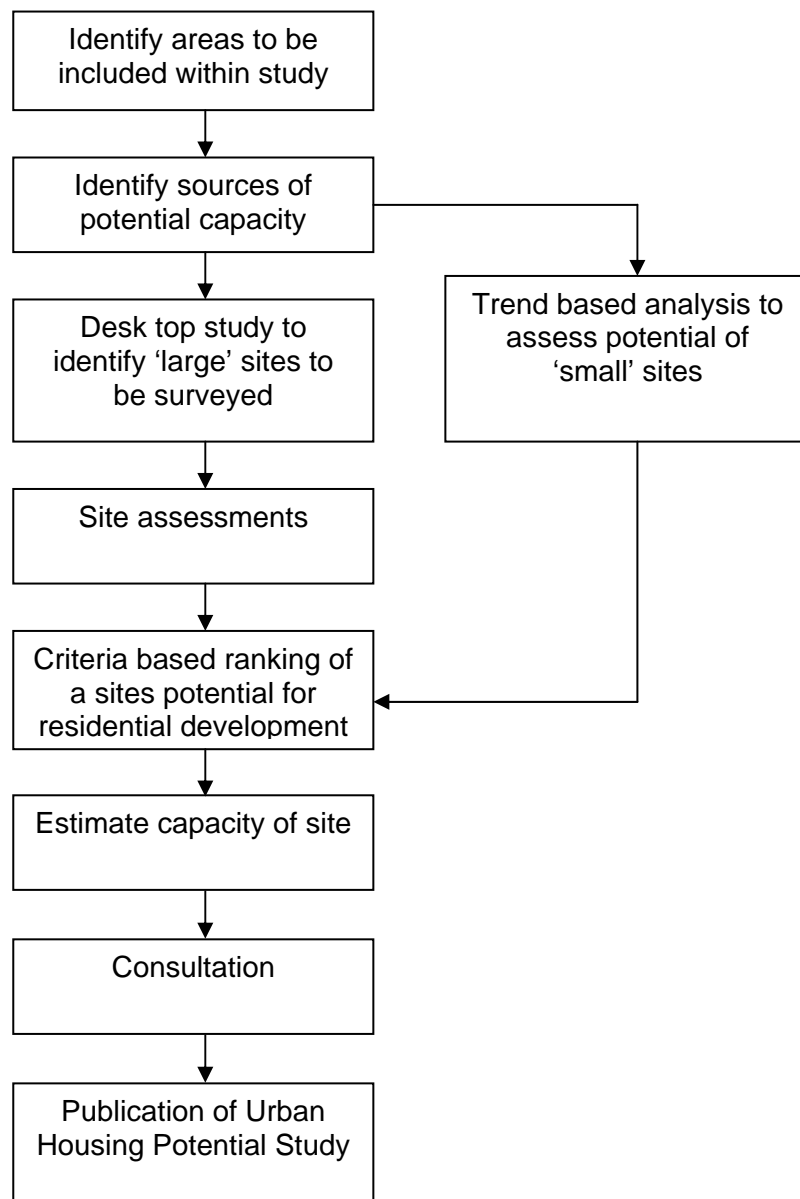 Identify areas to be
included within study
Identify sources of
potential capacity
Desk top study to
identify ‘large’ sites to
be surveyed
Trend based analysis to
assess potential of
‘small’ sites
Site assessments
Criteria based ranking of
a sites potential for
residential development
Estimate capacity of site
Consultation
Publication of Urban
Housing Potential Study